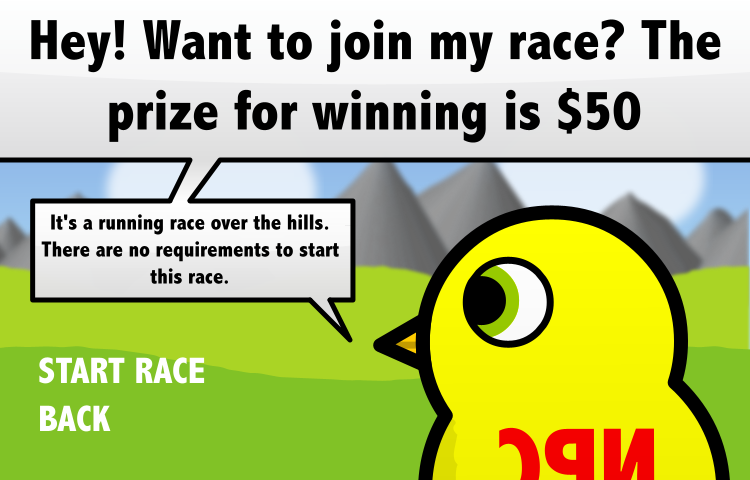 Hey! Want to join my race? The
prize for winning is $50
It's a running race over the hills.
There are no requirements to start
this race.
START RACE
BACK
NPC